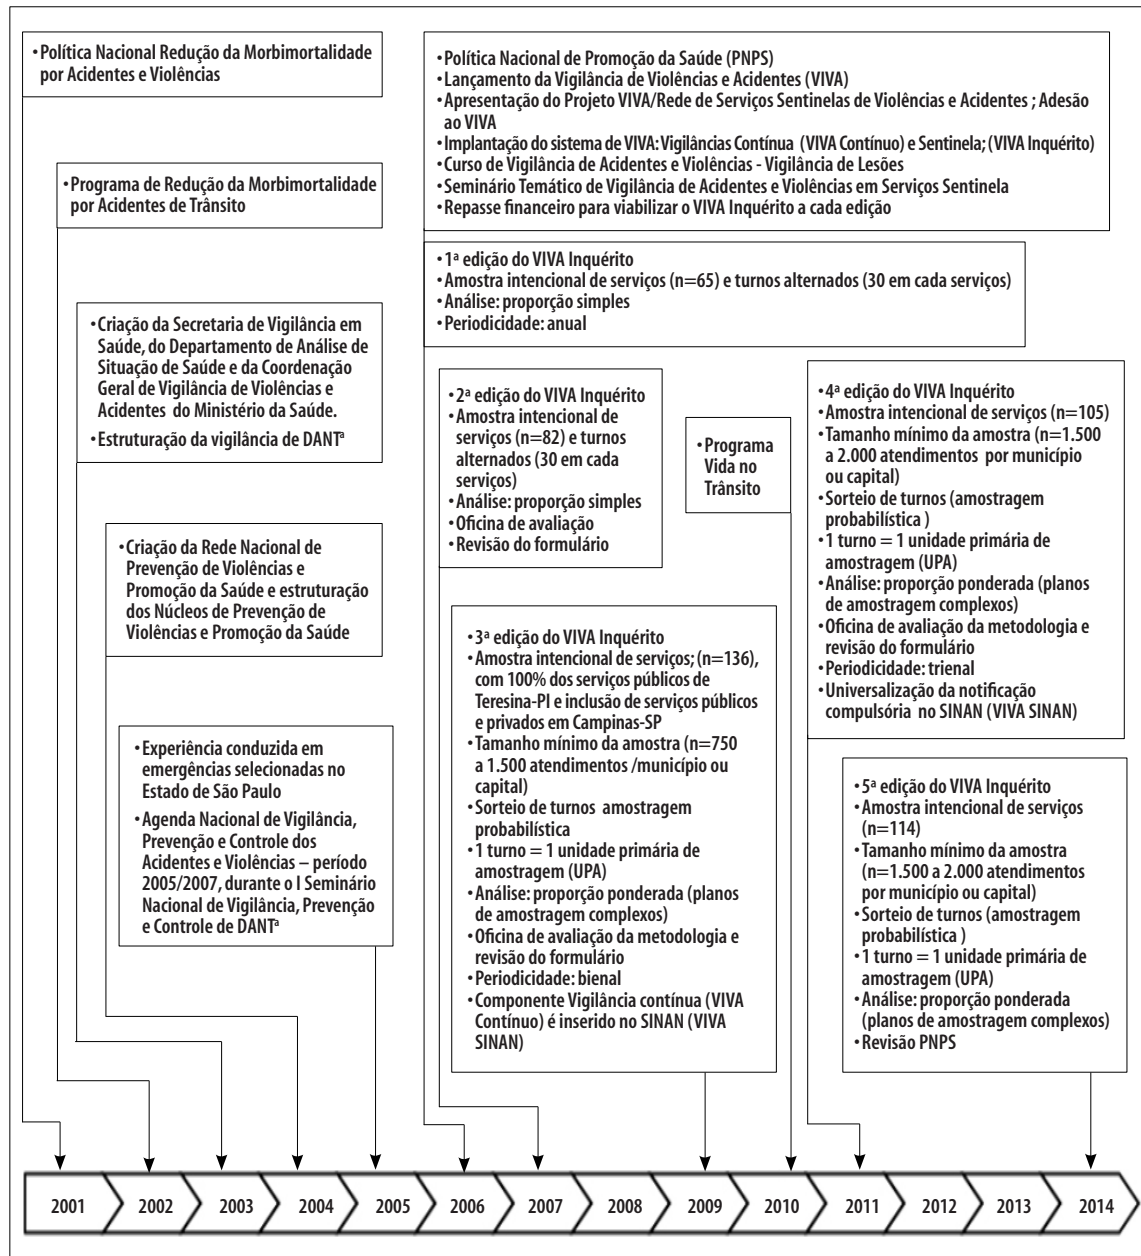 •Política Nacional Redução da Morbimortalidade
por Acidentes e Violências
•Programa de Redução da Morbimortalidade
por Acidentes de Trânsito
•Criação da Secretaria de Vigilância em
Saúde, do Departamento de Análise de
Situação de Saúde e da Coordenação
Geral de Vigilância de Violências e
Acidentes do Ministério da Saúde.
•Estruturação da vigilância de DANTª
•Criação da Rede Nacional de
Prevenção de Violências e
Promoção da Saúde e estruturação
dos Núcleos de Prevenção de
Violências e Promoção da Saúde
•Experiência conduzida em
emergências selecionadas no
Estado de São Paulo
•Agenda Nacional de Vigilância,
Prevenção e Controle dos
Acidentes e Violências – período
2005/2007, durante o I Seminário
Nacional de Vigilância, Prevenção
e Controle de DANTª
•Política Nacional de Promoção da Saúde (PNPS)
•Lançamento da Vigilância de Violências e Acidentes (VIVA)
•Apresentação do Projeto VIVA/Rede de Serviços Sentinelas de Violências e Acidentes ; Adesão
ao VIVA
•Implantação do sistema de VIVA: Vigilâncias Contínua (VIVA Contínuo) e Sentinela; (VIVA Inquérito)
•Curso de Vigilância de Acidentes e Violências - Vigilância de Lesões
•Seminário Temático de Vigilância de Acidentes e Violências em Serviços Sentinela
•Repasse financeiro para viabilizar o VIVA Inquérito a cada edição
•1ª edição do VIVA Inquérito
•Amostra intencional de serviços (n=65) e turnos alternados (30 em cada serviços)
•Análise: proporção simples
•Periodicidade: anual
•2ª edição do VIVA Inquérito
•Amostra intencional de
serviços (n=82) e turnos
alternados (30 em cada
serviços)
•Análise: proporção simples
•Oficina de avaliação
•Revisão do formulário
•3ª edição do VIVA Inquérito
•Amostra intencional de serviços; (n=136),
com 100% dos serviços públicos de
Teresina-PI e inclusão de serviços públicos
e privados em Campinas-SP
•Tamanho mínimo da amostra (n=750
a 1.500 atendimentos /município ou
capital)
•Sorteio de turnos amostragem
probabilística
•1 turno = 1 unidade primária de
amostragem (UPA)
•Análise: proporção ponderada (planos
de amostragem complexos)
•Oficina de avaliação da metodologia e
revisão do formulário
•Periodicidade: bienal
•Componente Vigilância contínua (VIVA
Contínuo) é inserido no SINAN (VIVA
SINAN)
•Programa
Vida no
Trânsito
•4ª edição do VIVA Inquérito
•Amostra intencional de serviços (n=105)
•Tamanho mínimo da amostra (n=1.500
a 2.000 atendimentos por município
ou capital)
•Sorteio de turnos (amostragem
probabilística )
•1 turno = 1 unidade primária de
amostragem (UPA)
•Análise: proporção ponderada (planos
de amostragem complexos)
•Oficina de avaliação da metodologia e
revisão do formulário
•Periodicidade: trienal
•Universalização da notificação
compulsória no SINAN (VIVA SINAN)
•5ª edição do VIVA Inquérito
•Amostra intencional de serviços
(n=114)
•Tamanho mínimo da amostra
(n=1.500 a 2.000 atendimentos
por município ou capital)
•Sorteio de turnos (amostragem
probabilística )
•1 turno = 1 unidade primária de
amostragem (UPA)
•Análise: proporção ponderada
(planos de amostragem complexos)
•Revisão PNPS
2001 2002 2003 2004 2005 2006 2007 2008 2009 2010 2011 2012 2013 2014